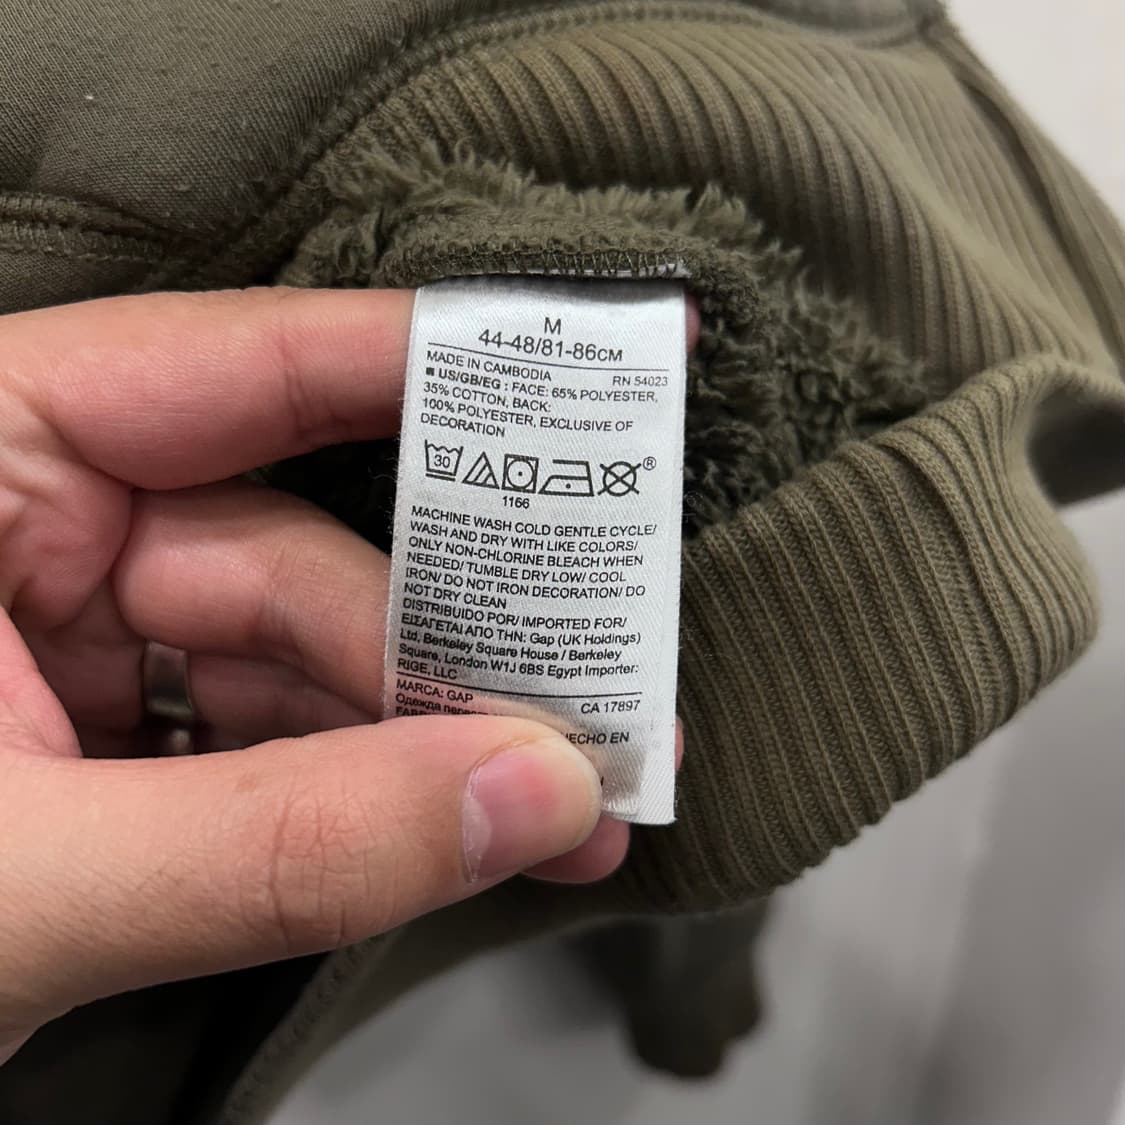 M
44-48/81-86CM
MADE IN CAMBODIA RN 54023
■ US/GB/EG : FACE: 65% POLYESTER,
35% COTTON, BACK:
100% POLYESTER, EXCLUSIVE OF
DECORATION
30 ®
1166
MACHINE WASH COLD GENTLE CYCLE/
WASH AND DRY WITH LIKE COLORS/
ONLY NON-CHLORINE BLEACH WHEN
NEEDED/ TUMBLE DRY LOW/ COOL
IRON/ DO NOT IRON DECORATION/ DO
NOT DRY CLEAN
DISTRIBUIDO POR/ IMPORTED FOR/
ΕΙΣΑΓΕΤΑΙ ΑΠΟ ΤΗΝ: Gap (UK Holdings)
Ltd, Berkeley Square House / Berkeley
Square, London W1J 6BS Egypt Importer:
RIGE, LLC
MARCA: GAP CA 17897
Одежда
HECHO EN